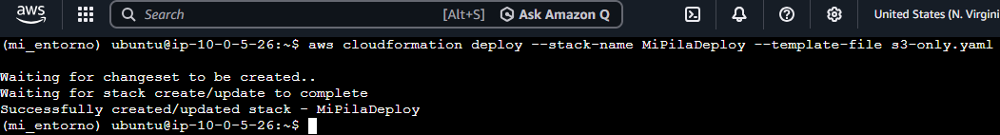 aws Search [Alt+S] Ask Amazon Q United States (N. Virgini
(mi_entorno) ubuntu@ip-10-0-5-26:~$ aws cloudformation deploy --stack-name MiPilaDeploy --template-file s3-only.yaml
Waiting for changeset to be created..
Waiting for stack create/update to complete
Successfully created/updated stack - MiPilaDeploy
(mi_entorno) ubuntu@ip-10-0-5-26:~$